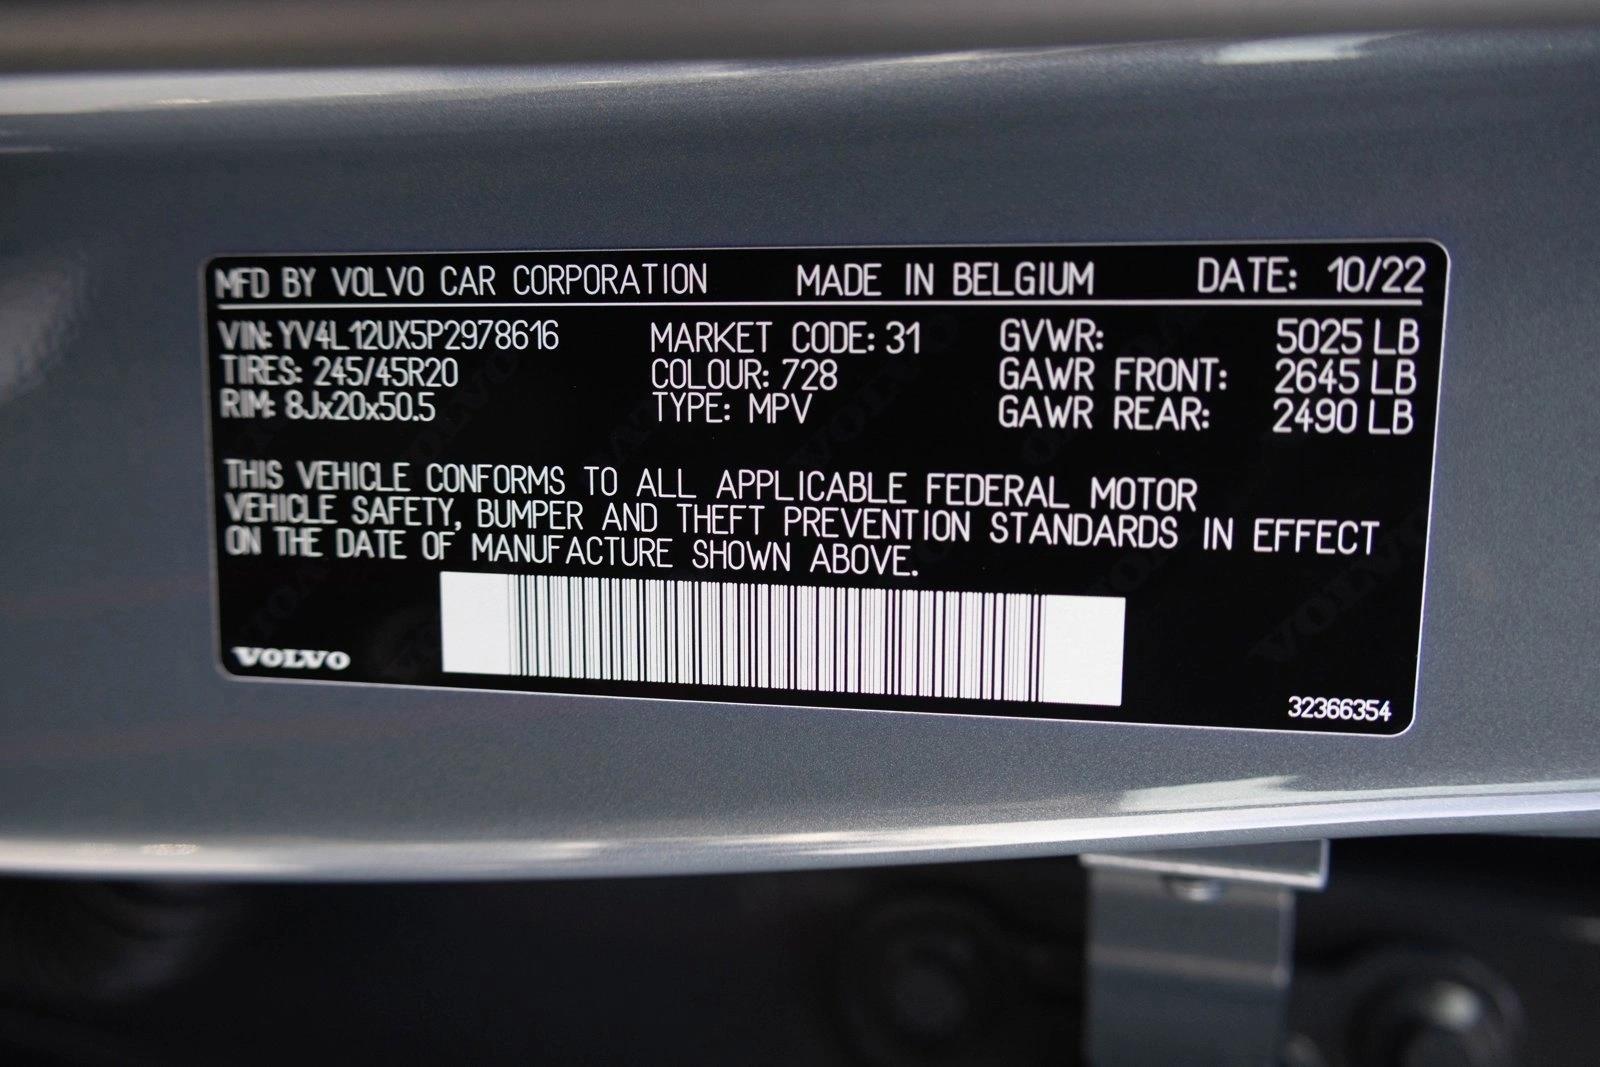 MFD BY VOLVO CAR CORPORATION MADE IN BELGIUM DATE: 10/22
VIN: YV4L12UX5P2978616 MARKET CODE: 31 GVWR: 5025 LB
TIRES: 245/45R20 COLOUR: 728 GAWR FRONT: 2645 LB
RIM: 8Jx20x50.5 TYPE: MPV GAWR REAR: 2490 LB
THIS VEHICLE CONFORMS TO ALL APPLICABLE FEDERAL MOTOR
VEHICLE SAFETY, BUMPER AND THEFT PREVENTION STANDARDS IN EFFECT
ON THE DATE OF MANUFACTURE SHOWN ABOVE.
VOLVO
32366354